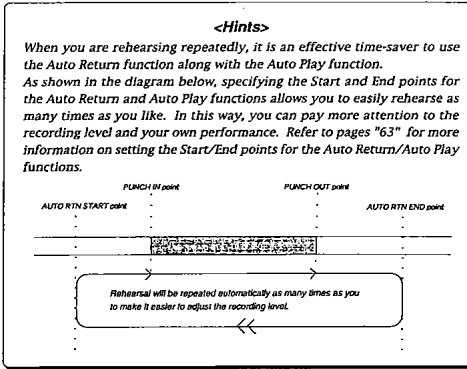 <Hints>
When you are rehearsing repeatedly, it is an effective time-saver to use
the Auto Return function along with the Auto Play function.
As shown in the diagram below, specifying the Start and End points for
the Auto Return and Auto Play functions allows you to easily rehearse as
many times as you like. In this way, you can pay more attention to the
recording level and your own performance. Refer to pages "63" for more
information on setting the Start/End points for the Auto Return/Auto Play
functions.
PUNCH IN point PUNCH OUT point
AUTO RTN START point AUTO RTN END point
Rehearsal will be repeated automatically as many times as you
to make it easier to adjust the recording level.